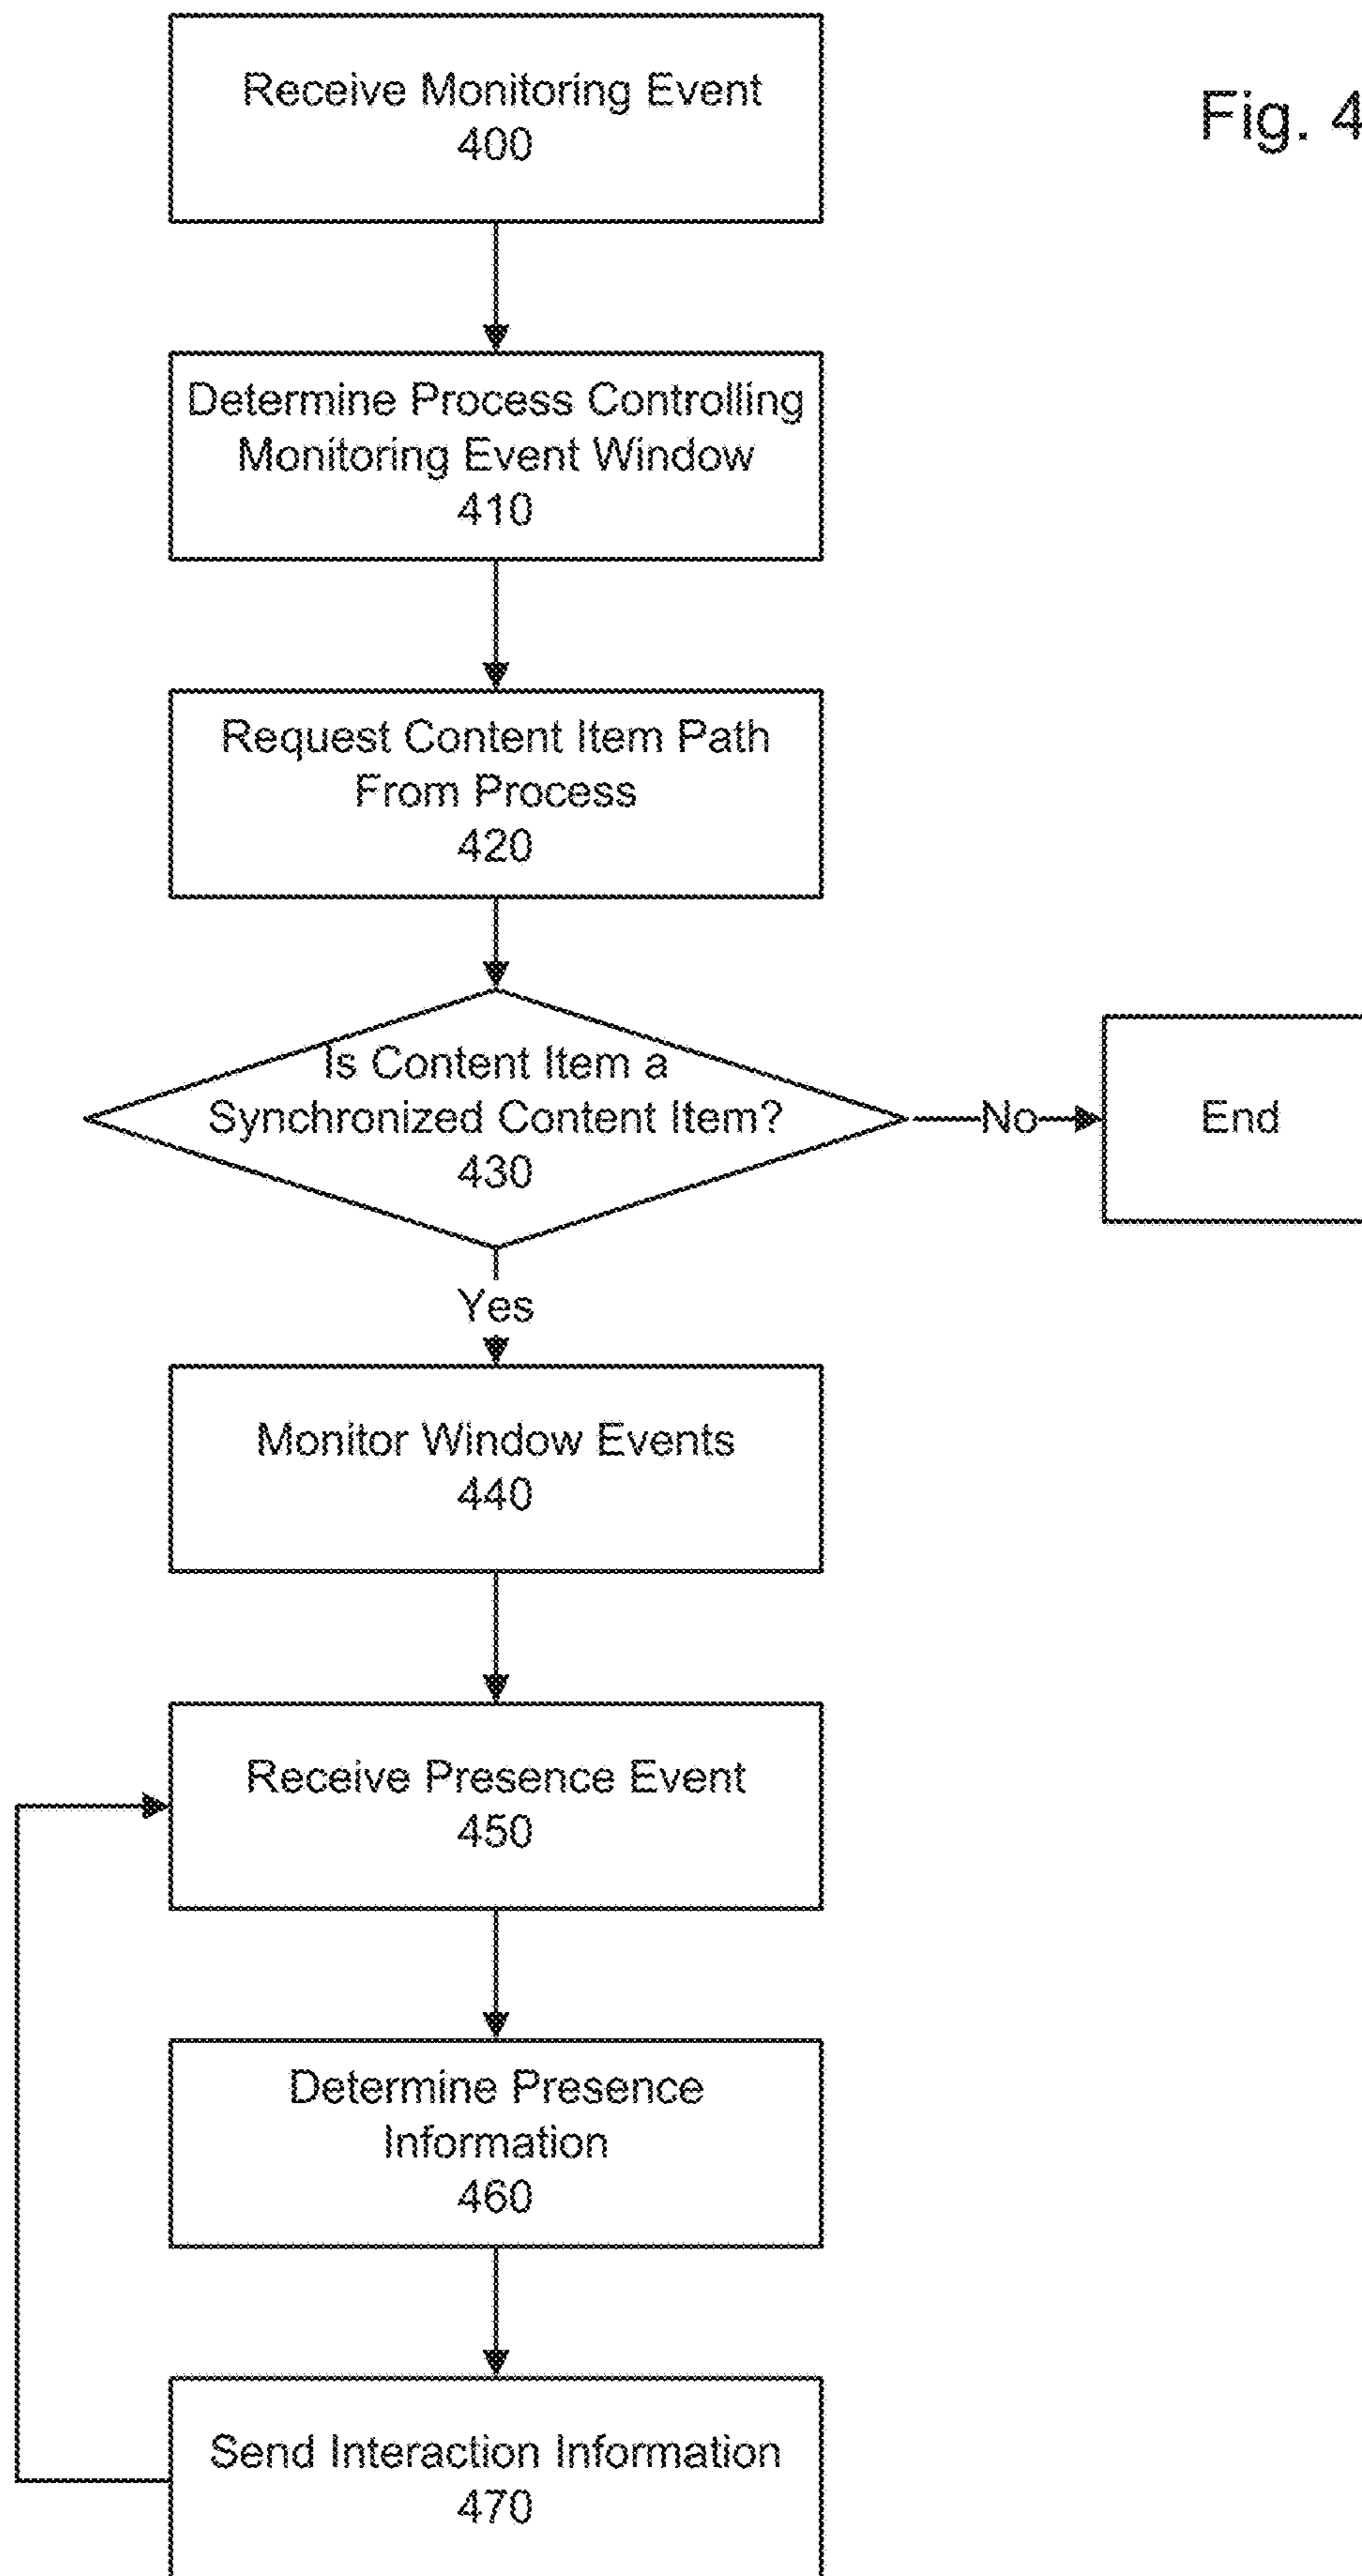 Fig. 4
Receive Monitoring Event
400
Determine Process Controlling
Monitoring Event Window
410
Request Content Item Path
From Process
420
Is Content Item a
Synchronized Content Item?
430
No
End
Yes
Monitor Window Events
440
Receive Presence Event
450
Determine Presence
Information
460
Send Interaction Information
470